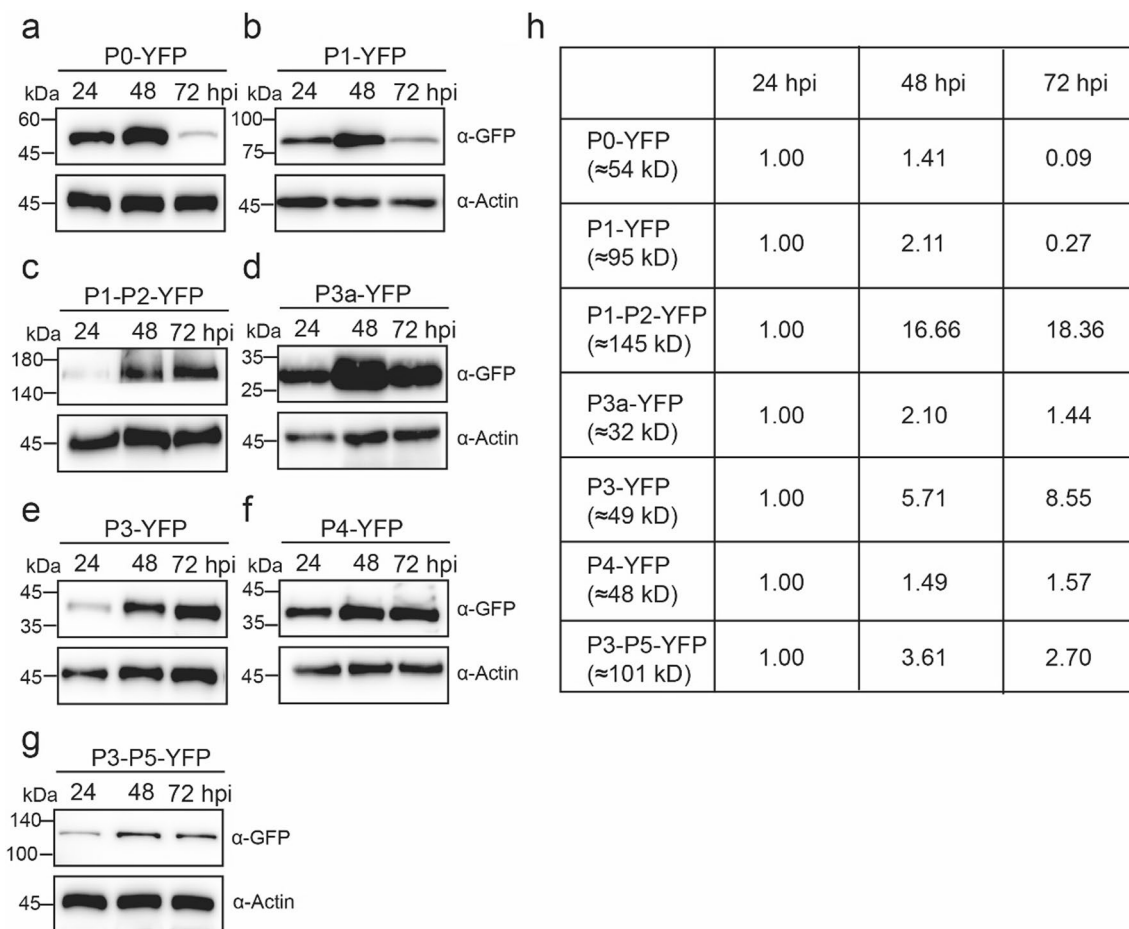 a
P0-YFP
kDa 24 48 72 hpi
60
45
45
b
P1-YFP
24 48 72 hpi
100
75
α-GFP
45
α-Actin
c
P1-P2-YFP
kDa 24 48 72 hpi
180
140
45
d
P3a-YFP
kDa 24 48 72 hpi
35
25
α-GFP
45
α-Actin
e
P3-YFP
kDa 24 48 72 hpi
45
35
45
f
P4-YFP
kDa 24 48 72 hpi
45
35
α-GFP
45
α-Actin
g
P3-P5-YFP
kDa 24 48 72 hpi
140
100
α-GFP
45
α-Actin
h
24 hpi 48 hpi 72 hpi
P0-YFP
(≈54 kD) 1.00 1.41 0.09
P1-YFP
(≈95 kD) 1.00 2.11 0.27
P1-P2-YFP
(≈145 kD) 1.00 16.66 18.36
P3a-YFP
(≈32 kD) 1.00 2.10 1.44
P3-YFP
(≈49 kD) 1.00 5.71 8.55
P4-YFP
(≈48 kD) 1.00 1.49 1.57
P3-P5-YFP
(≈101 kD) 1.00 3.61 2.70